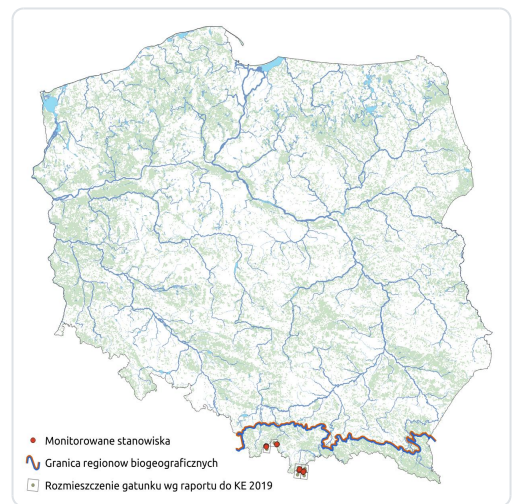 Monitorowane stanowiska
Granica regionow biogeograficznych
Rozmieszczenie gatunku wg raportu do KE 2019